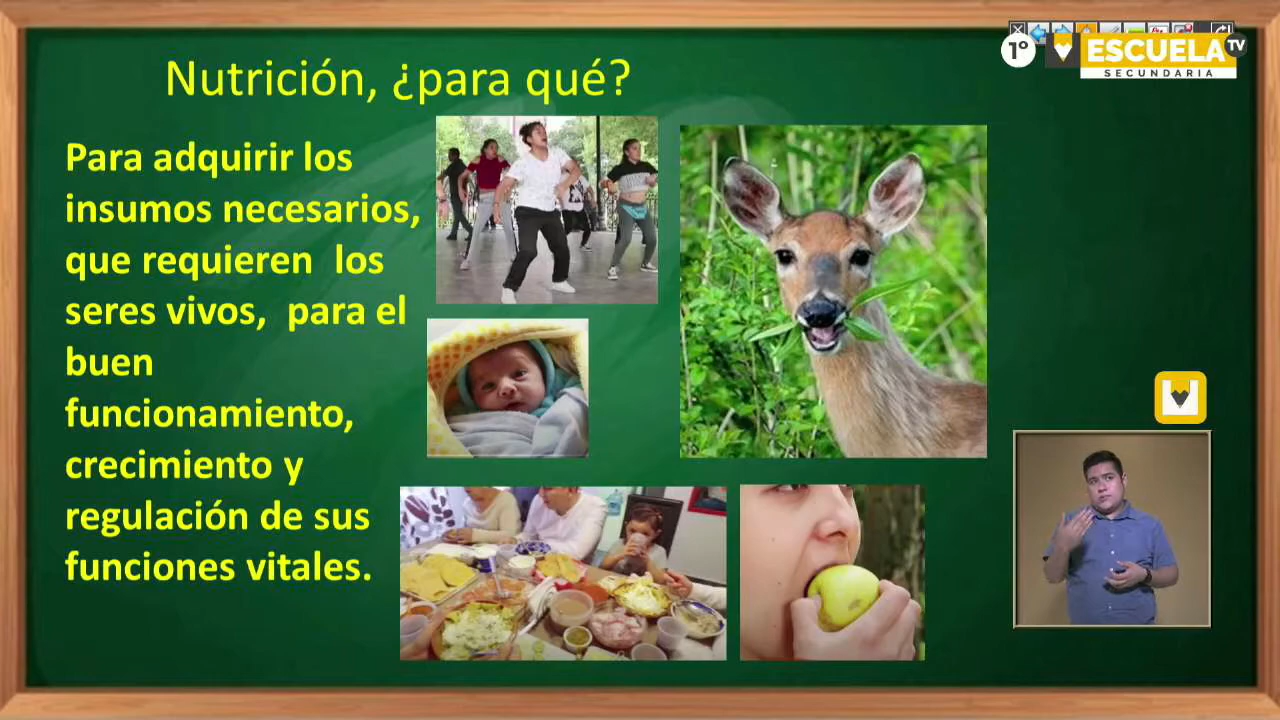 Nutrición, ¿para qué?
1°
ESCUELA TV
SECUNDARIA
Para adquirir los
insumos necesarios,
que requieren los
seres vivos, para el
buen
funcionamiento,
crecimiento y
regulación de sus
funciones vitales.